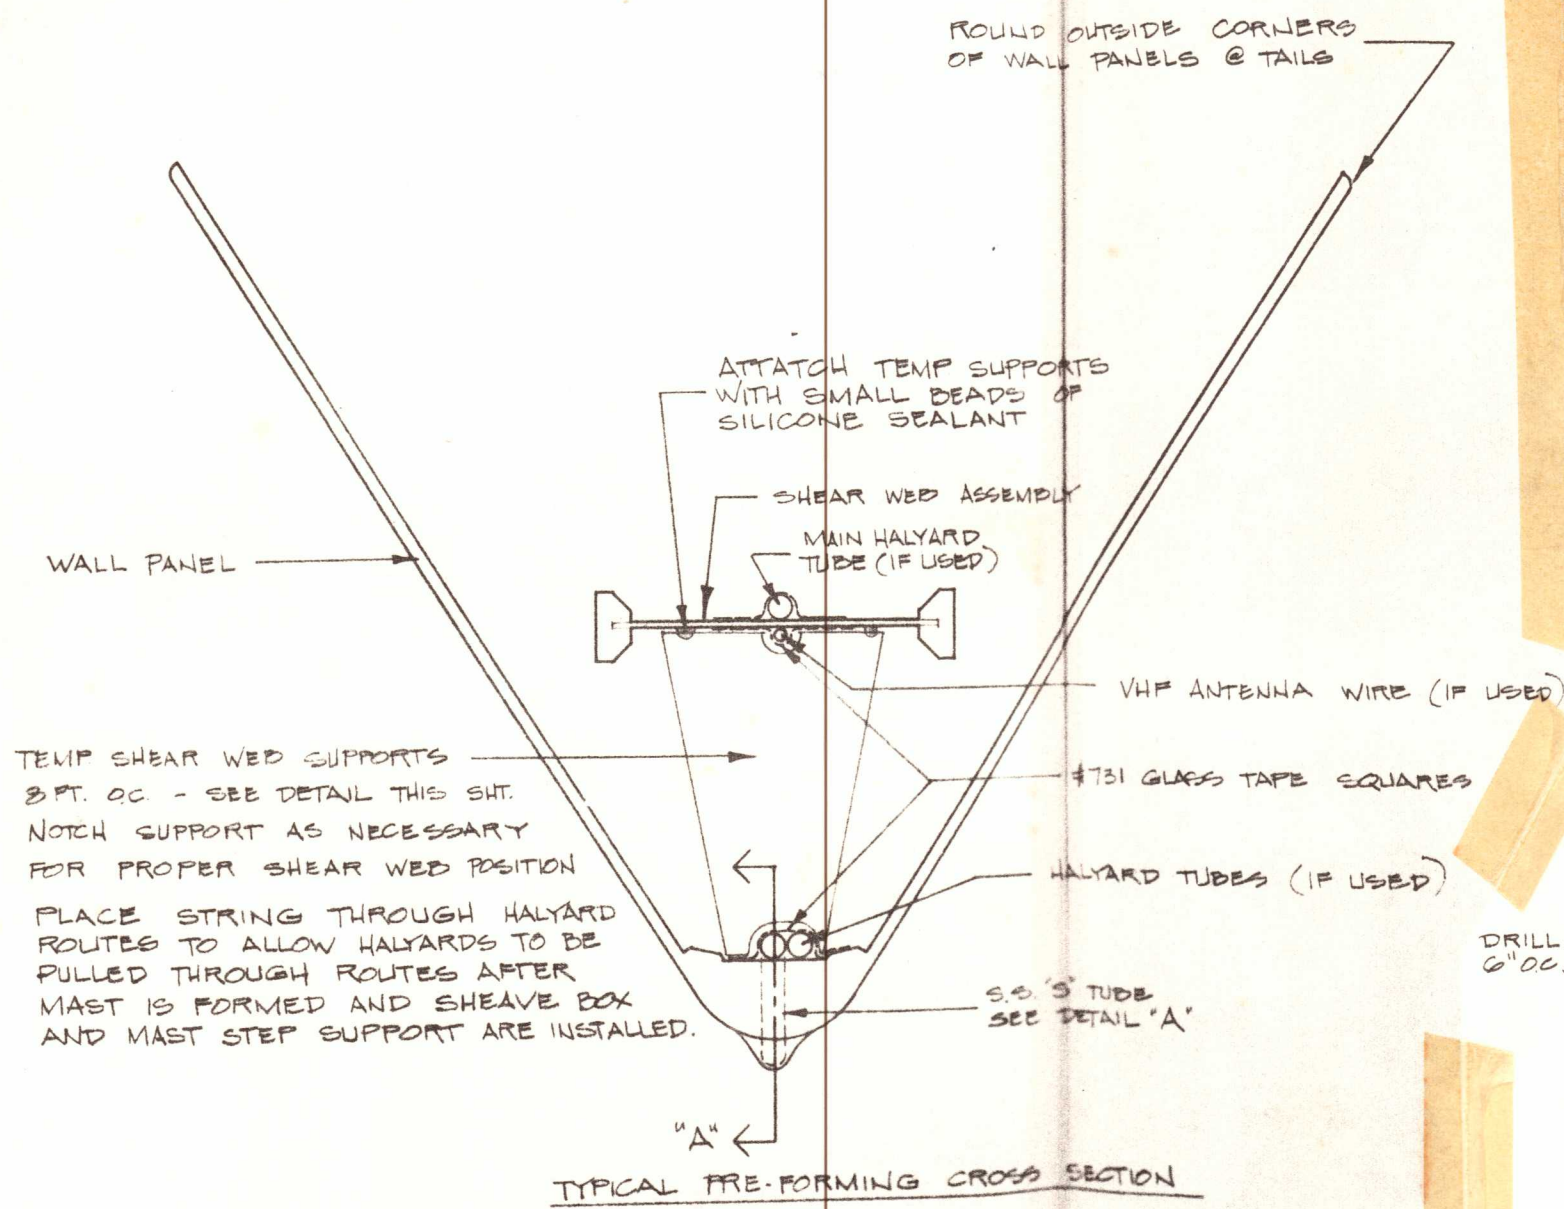 ROUND OUTSIDE CORNERS
OF WALL PANELS @ TAILS
ATTATCH TEMP SUPPORTS
WITH SMALL BEADS OF
SILICONE SEALANT
SHEAR WEB ASSEMBLY
MAIN HALYARD
TUBE (IF USED)
WALL PANEL
VHF ANTENNA WIRE (IF USED)
TEMP SHEAR WEB SUPPORTS
8 FT. O.C. - SEE DETAIL THIS SHT.
NOTCH SUPPORT AS NECESSARY
FOR PROPER SHEAR WEB POSITION
#731 GLASS TAPE SQUARES
HALYARD TUBES (IF USED)
PLACE STRING THROUGH HALYARD
ROUTES TO ALLOW HALYARDS TO BE
PULLED THROUGH ROUTES AFTER
MAST IS FORMED AND SHEAVE BOX
AND MAST STEP SUPPORT ARE INSTALLED.
DRILL
6" O.C.
S.S. "S" TUBE
SEE DETAIL "A"
"A"
TYPICAL PRE-FORMING CROSS SECTION